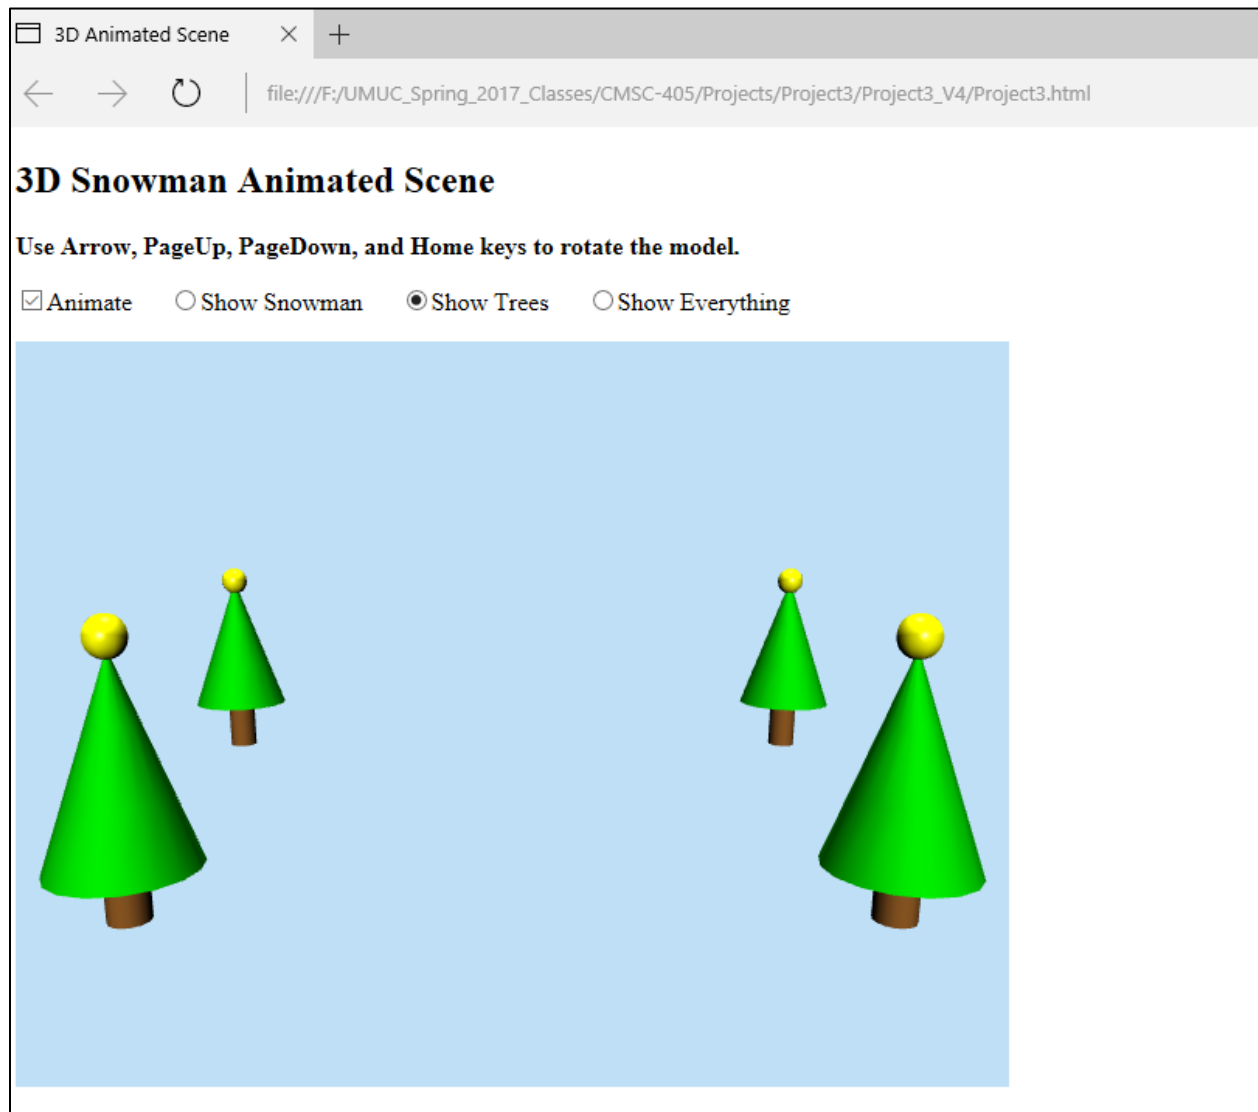 3D Animated Scene
file:///F:/UMUC_Spring_2017_Classes/CMSC-405/Projects/Project3/Project3_V4/Project3.html
3D Snowman Animated Scene
Use Arrow, PageUp, PageDown, and Home keys to rotate the model.
Animate Show Snowman Show Trees Show Everything